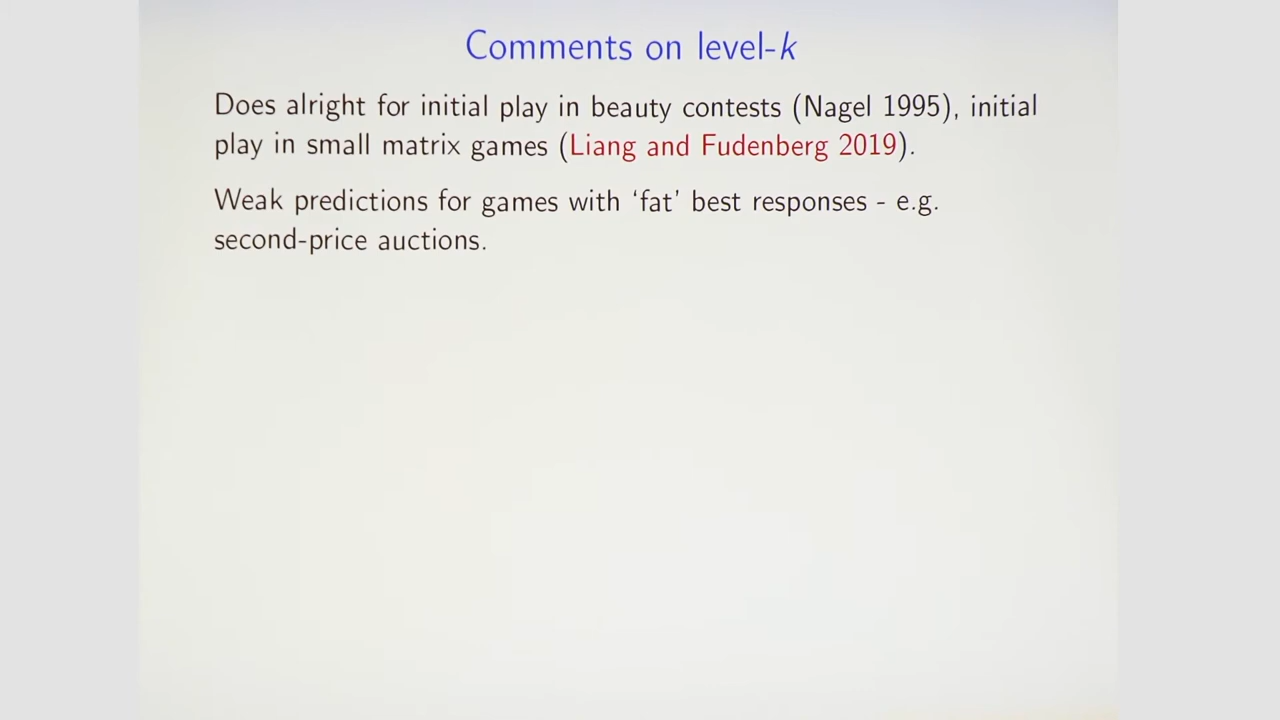 Comments on level-k
Does alright for initial play in beauty contests (Nagel 1995), initial
play in small matrix games (Liang and Fudenberg 2019).
Weak predictions for games with ‘fat’ best responses - e.g.
second-price auctions.